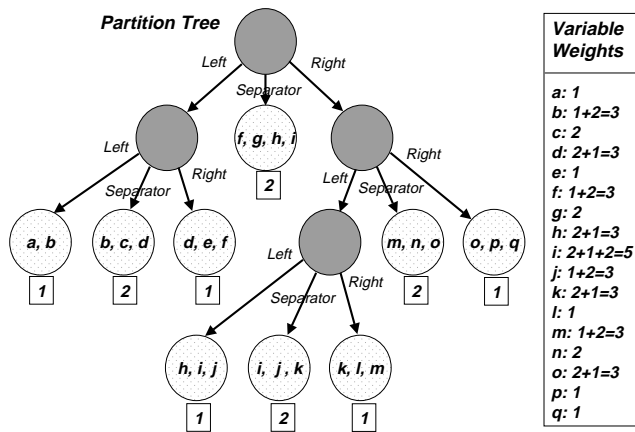 Partition Tree
Left
Right
Separator
f, g, h, i
2
Left
Separator
Right
Left
Separator
Right
a, b
b, c, d
d, e, f
m, n, o
o, p, q
1
2
1
2
1
Left
Separator
Right
h, i, j
i, j, k
k, l, m
1
2
1
Variable
Weights
a: 1
b: 1+2=3
c: 2
d: 2+1=3
e: 1
f: 1+2=3
g: 2
h: 2+1=3
i: 2+1+2=5
j: 1+2=3
k: 2+1=3
l: 1
m: 1+2=3
n: 2
o: 2+1=3
p: 1
q: 1